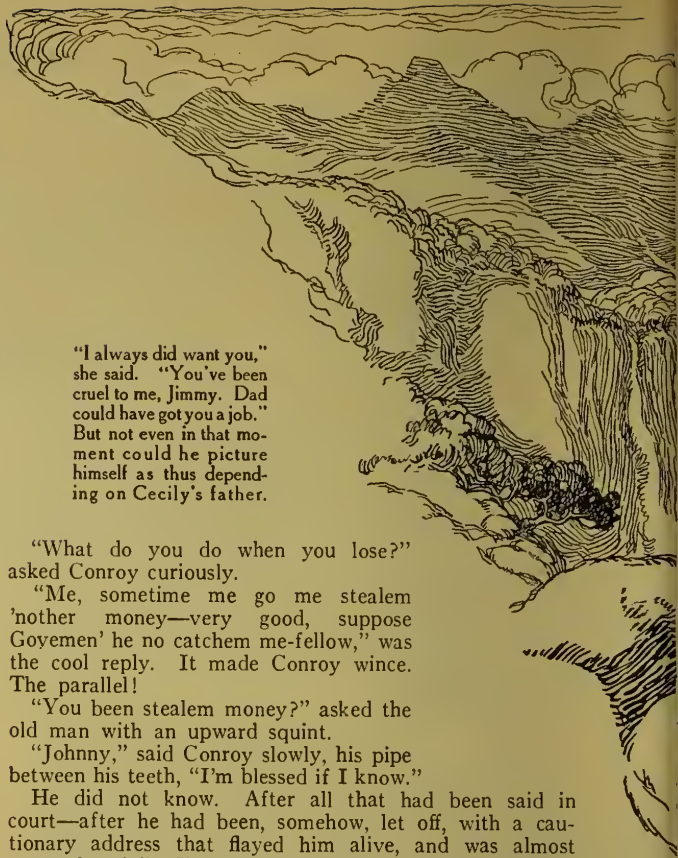 "I always did want you,"
she said. "You've been
cruel to me, Jimmy. Dad
could have got you a job."
But not even in that mo-
ment could he picture
himself as thus depend-
ing on Cecily's father.
"What do you do when you lose?"
asked Conroy curiously.
"Me, sometime me go me stealem
'nother money—very good, suppose
Goyemen' he no catchem me-fellow," was
the cool reply. It made Conroy wince.
The parallel!
"You been stealem money?" asked the
old man with an upward squint.
"Johnny," said Conroy slowly, his pipe
between his teeth, "I'm blessed if I know."
He did not know. After all that had been said in
court—after he had been, somehow, let off, with a cau-
tionary address that flayed him alive, and was almost